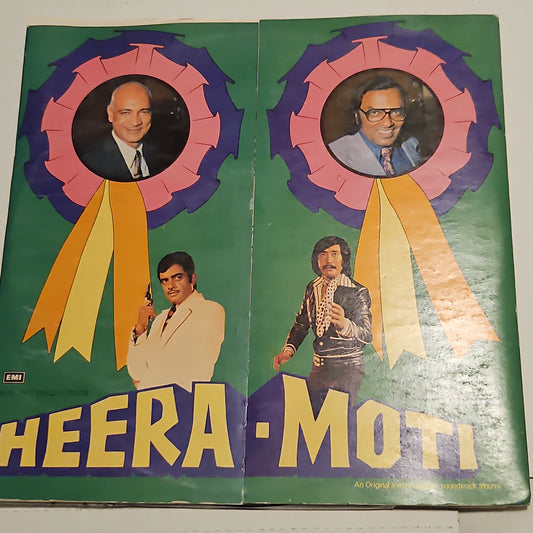 EMI
HEERA-MOTI
An Original motion picture soundtrack album